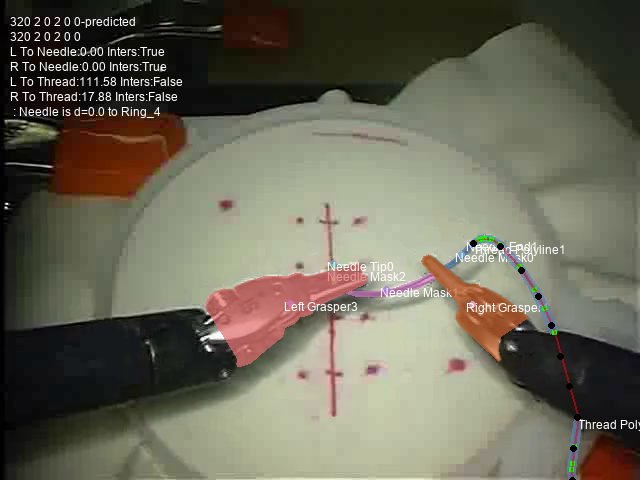 320 2 0 2 0 0-predicted
320 2 0 2 0 0
L To Needle:0.00 Inters:True
R To Needle:0.00 Inters:True
L To Thread:111.58 Inters:False
R To Thread:17.88 Inters:False
: Needle is d=0.0 to Ring_4
Thread Polyline1
Needle Mask0
Needle Tip0
Needle Mask2
Needle Mask1
Left Grasper3
Right Grasper
Thread Poly